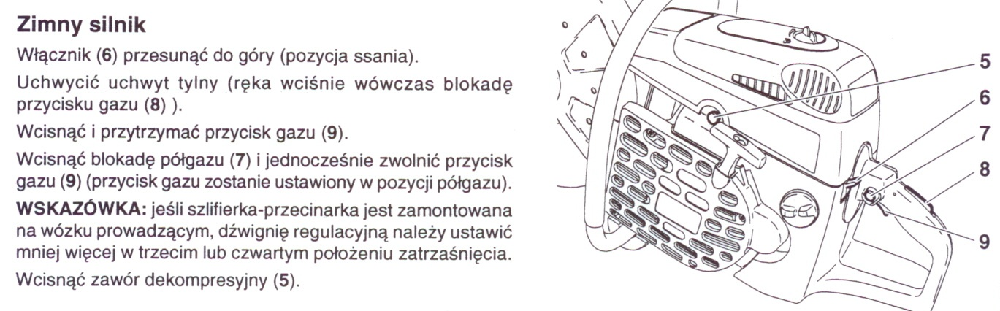 Zimny silnik
Włącznik (6) przesunąć do góry (pozycja ssania).
Uchwycić uchwyt tylny (ręka wciśnie wówczas blokadę
przycisku gazu (8) ).
Wcisnąć i przytrzymać przycisk gazu (9).
Wcisnąć blokadę półgazu (7) i jednocześnie zwolnić przycisk
gazu (9) (przycisk gazu zostanie ustawiony w pozycji półgazu).
WSKAZÓWKA: jeśli szlifierka-przecinarka jest zamontowana
na wózku prowadzącym, dźwignię regulacyjną należy ustawić
mniej więcej w trzecim lub czwartym położeniu zatrzaśnięcia.
Wcisnąć zawór dekompresyjny (5).
5
6
7
8
9